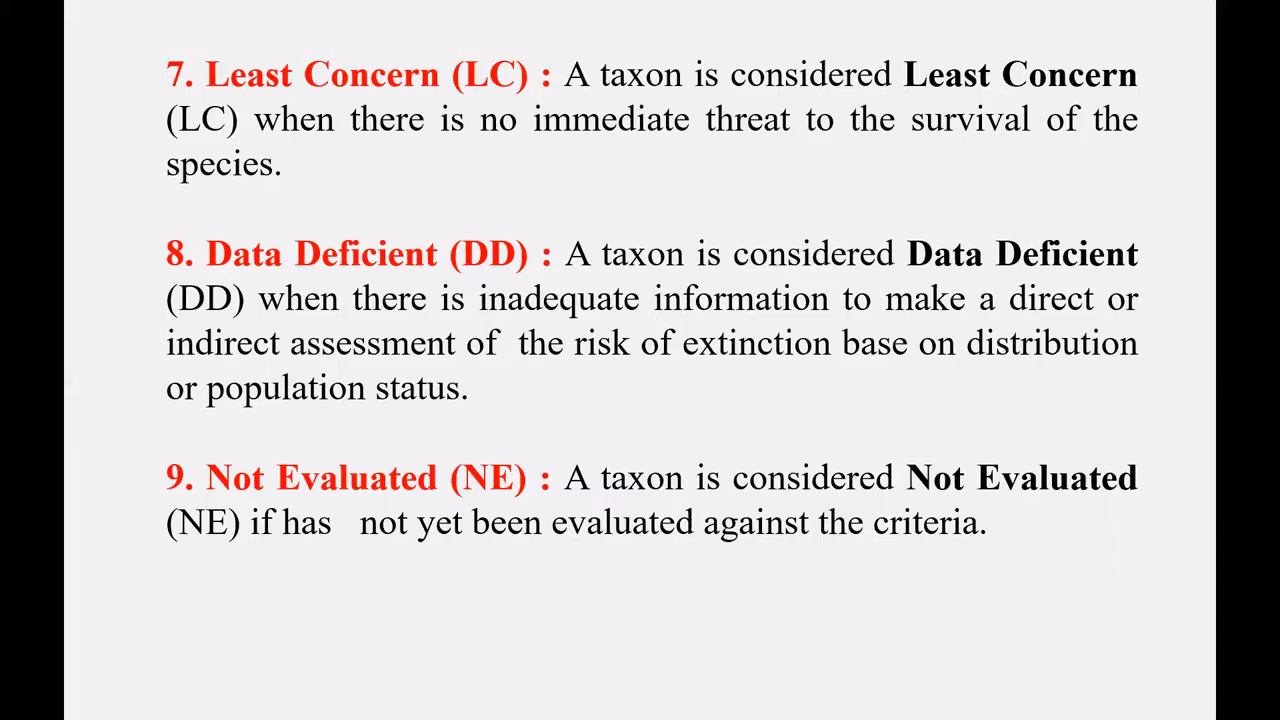 7. Least Concern (LC) : A taxon is considered Least Concern
(LC) when there is no immediate threat to the survival of the
species.
8. Data Deficient (DD) : A taxon is considered Data Deficient
(DD) when there is inadequate information to make a direct or
indirect assessment of the risk of extinction base on distribution
or population status.
9. Not Evaluated (NE) : A taxon is considered Not Evaluated
(NE) if has not yet been evaluated against the criteria.